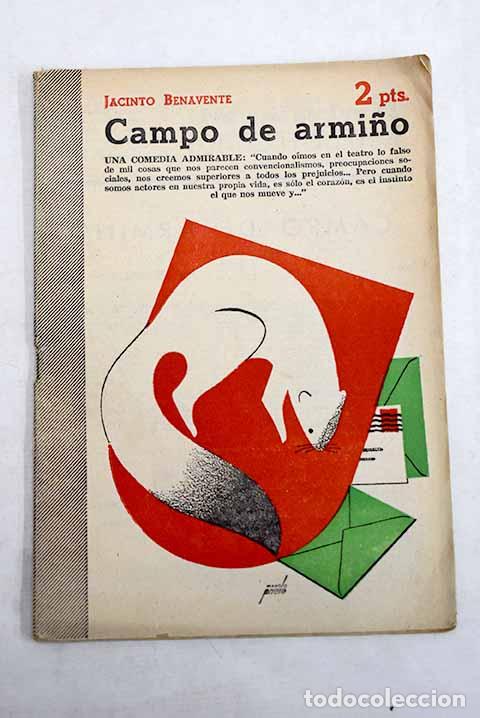 JACINTO BENAVENTE
2 pts.
Campo de armiño
UNA COMEDIA ADMIRABLE: "Cuando oímos en el teatro lo falso
de mil cosas que nos parecen convencionalismos, preocupaciones so-
ciales, nos creemos superiores a todos los prejuicios... Pero cuando
somos actores en nuestra propia vida, es sólo el corazón, es el instinto
el que nos mueve y..."
manolo
prieto
todocoleccion